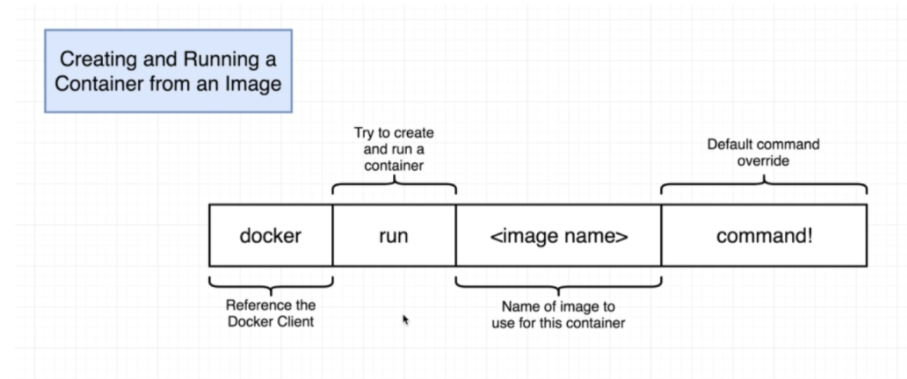 Creating and Running a
Container from an Image
Try to create
and run a
container
Default command
override
docker
run
<image name>
command!
Reference the
Docker Client
Name of image to
use for this container